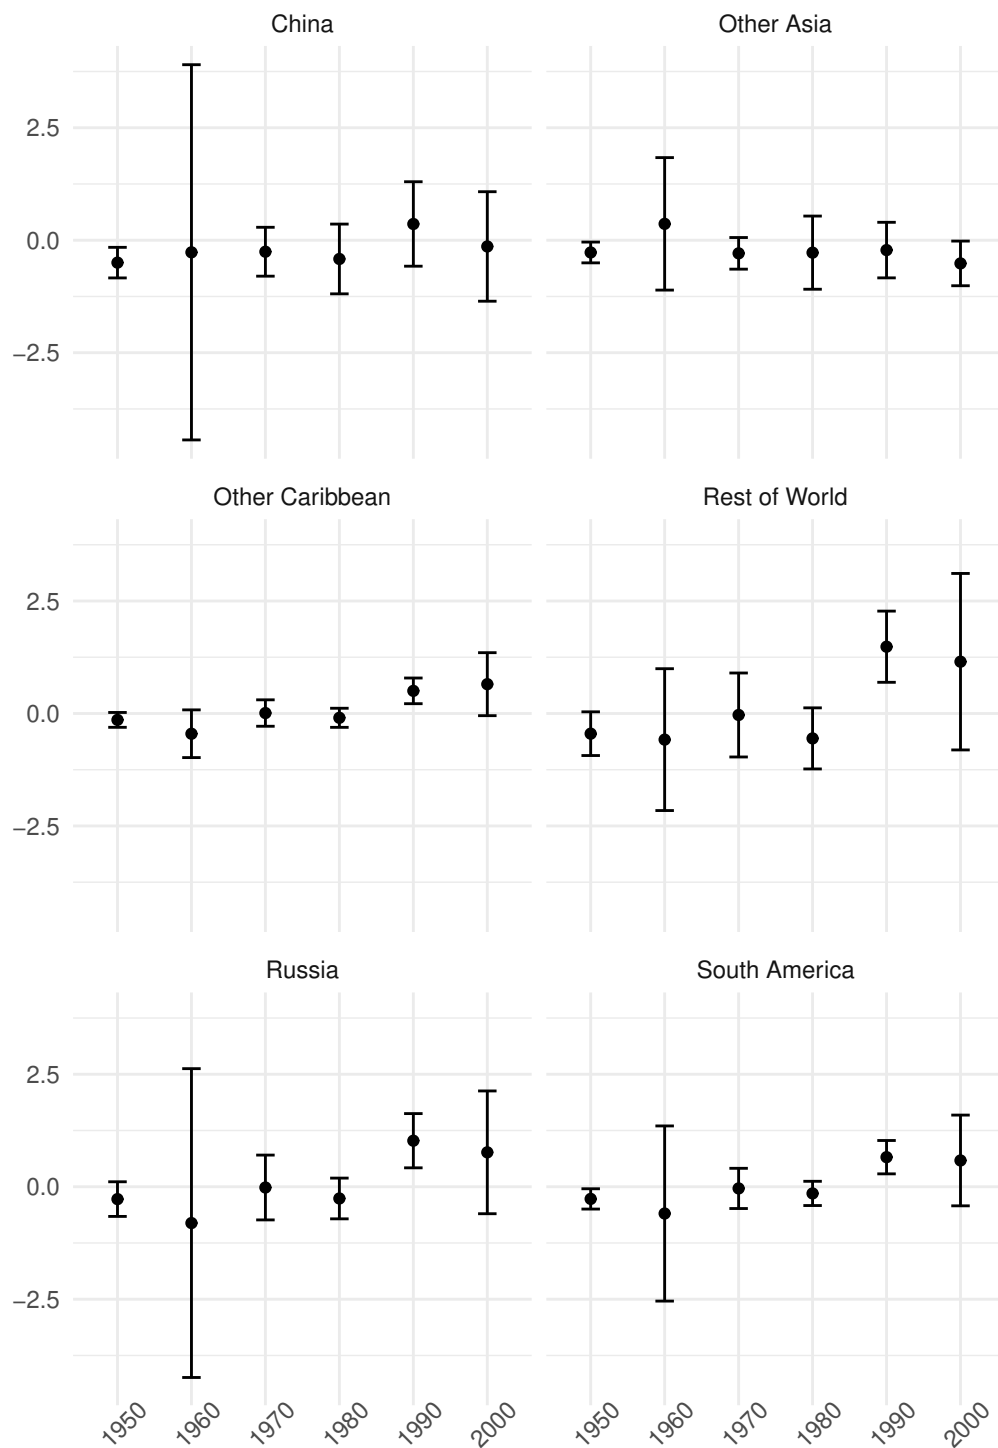 China Other Asia
2.5
0.0
−2.5
Other Caribbean Rest of World
2.5
0.0
−2.5
Russia South America
2.5
0.0
−2.5
1950 1960 1970 1980 1990 2000 1950 1960 1970 1980 1990 2000